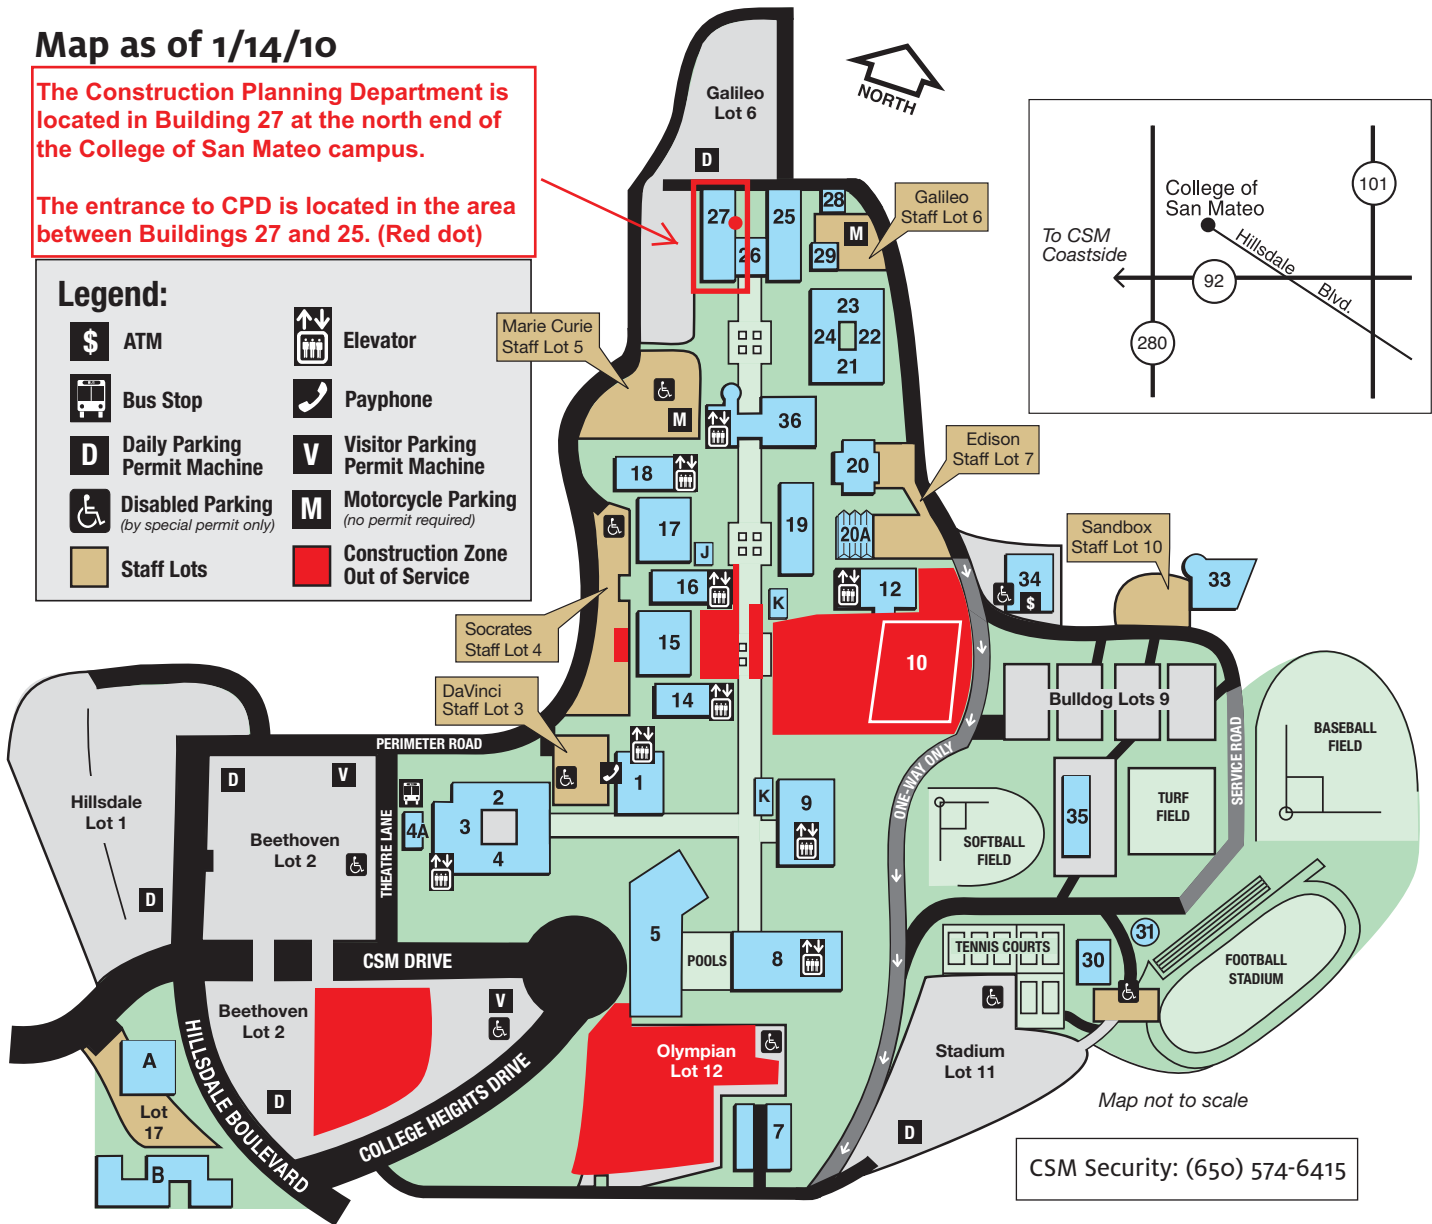 Map as of 1/14/10
The Construction Planning Department is
located in Building 27 at the north end of
the College of San Mateo campus.
The entrance to CPD is located in the area
between Buildings 27 and 25. (Red dot)
Legend:
$ ATM
Elevator
Bus Stop
Payphone
D Daily Parking
Permit Machine
V Visitor Parking
Permit Machine
Disabled Parking
(by special permit only)
M Motorcycle Parking
(no permit required)
Staff Lots
Construction Zone
Out of Service
NORTH
College of
San Mateo
To CSM
Coastside
Hillsdale
Blvd.
101
92
280
Galileo
Lot 6
D
27
25
26
28
29
M
Galileo
Staff Lot 6
23
24
22
21
Marie Curie
Staff Lot 5
M
36
18
17
J
16
15
14
19
20
20A
Edison
Staff Lot 7
12
K
10
34
$
Sandbox
Staff Lot 10
33
Socrates
Staff Lot 4
DaVinci
Staff Lot 3
PERIMETER ROAD
1
K
9
2
3
4
4A
THEATRE LANE
Hillsdale
Lot 1
D
D
V
Beethoven
Lot 2
CSM DRIVE
Beethoven
Lot 2
V
D
HILLSDALE BOULEVARD
COLLEGE HEIGHTS DRIVE
A
Lot
17
B
5
POOLS
8
Olympian
Lot 12
7
ONE-WAY ONLY
Bulldog Lots 9
SERVICE ROAD
BASEBALL
FIELD
TURF
FIELD
35
SOFTBALL
FIELD
TENNIS COURTS
30
31
FOOTBALL
STADIUM
Stadium
Lot 11
D
Map not to scale
CSM Security: (650) 574-6415